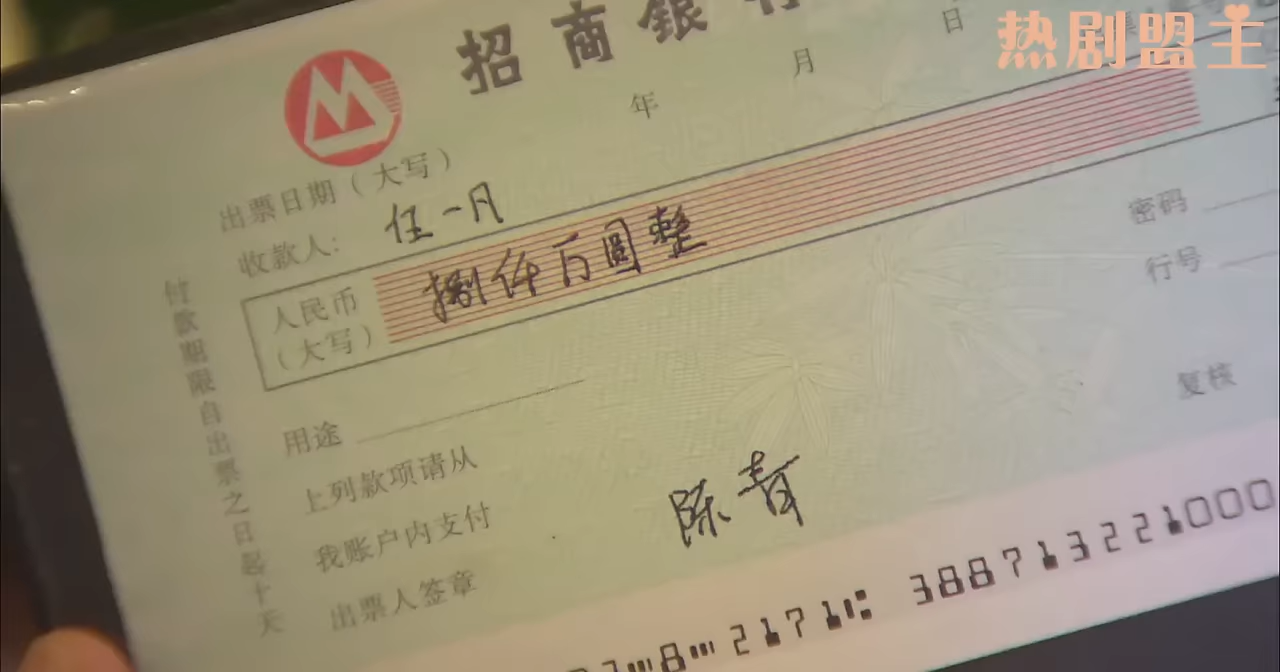 热剧盟主
招商银行
年 月 日
出票日期（大写）
收款人: 任一凡
人民币（大写） 捌仟万圆整
密码
行号
用途
上列款项请从
我账户内支付
出票人签章
陈青
复核
付款期限自出票之日起十天
8⑈ 2171⑆ 388713221000